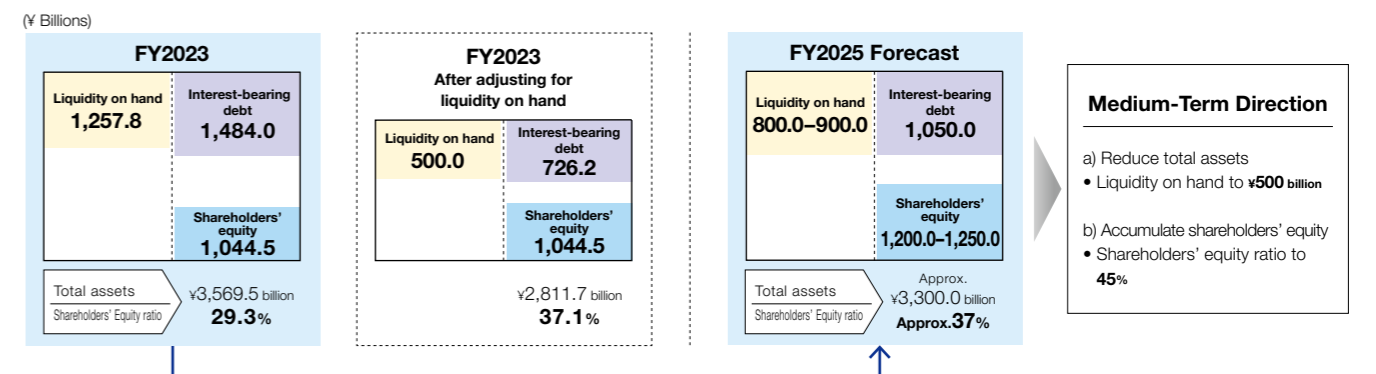 (¥ Billions)
FY2023
Liquidity on hand
1,257.8
Interest-bearing
debt
1,484.0
Shareholders'
equity
1,044.5
Total assets
¥3,569.5 billion
Shareholders' Equity ratio
29.3%
FY2023
After adjusting for
liquidity on hand
Liquidity on hand
500.0
Interest-bearing
debt
726.2
Shareholders'
equity
1,044.5
¥2,811.7 billion
37.1%
FY2025 Forecast
Liquidity on hand
800.0–900.0
Interest-bearing
debt
1,050.0
Shareholders'
equity
1,200.0–1,250.0
Total assets
Approx.
¥3,300.0 billion
Shareholders' Equity ratio
Approx.37%
Medium-Term Direction
a) Reduce total assets
• Liquidity on hand to ¥500 billion
b) Accumulate shareholders' equity
• Shareholders' equity ratio to
45%